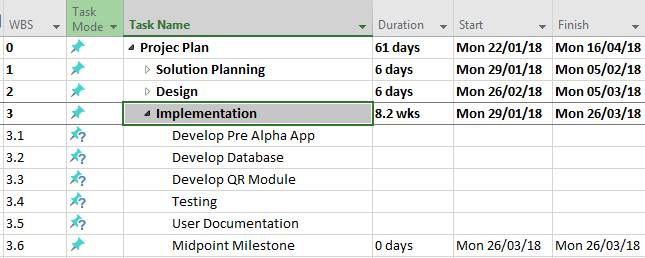 WBS Task Mode Task Name Duration Start Finish
0 Projec Plan 61 days Mon 22/01/18 Mon 16/04/18
1 Solution Planning 6 days Mon 29/01/18 Mon 05/02/18
2 Design 6 days Mon 26/02/18 Mon 05/03/18
3 Implementation 8.2 wks Mon 29/01/18 Mon 26/03/18
3.1 Develop Pre Alpha App
3.2 Develop Database
3.3 Develop QR Module
3.4 Testing
3.5 User Documentation
3.6 Midpoint Milestone 0 days Mon 26/03/18 Mon 26/03/18